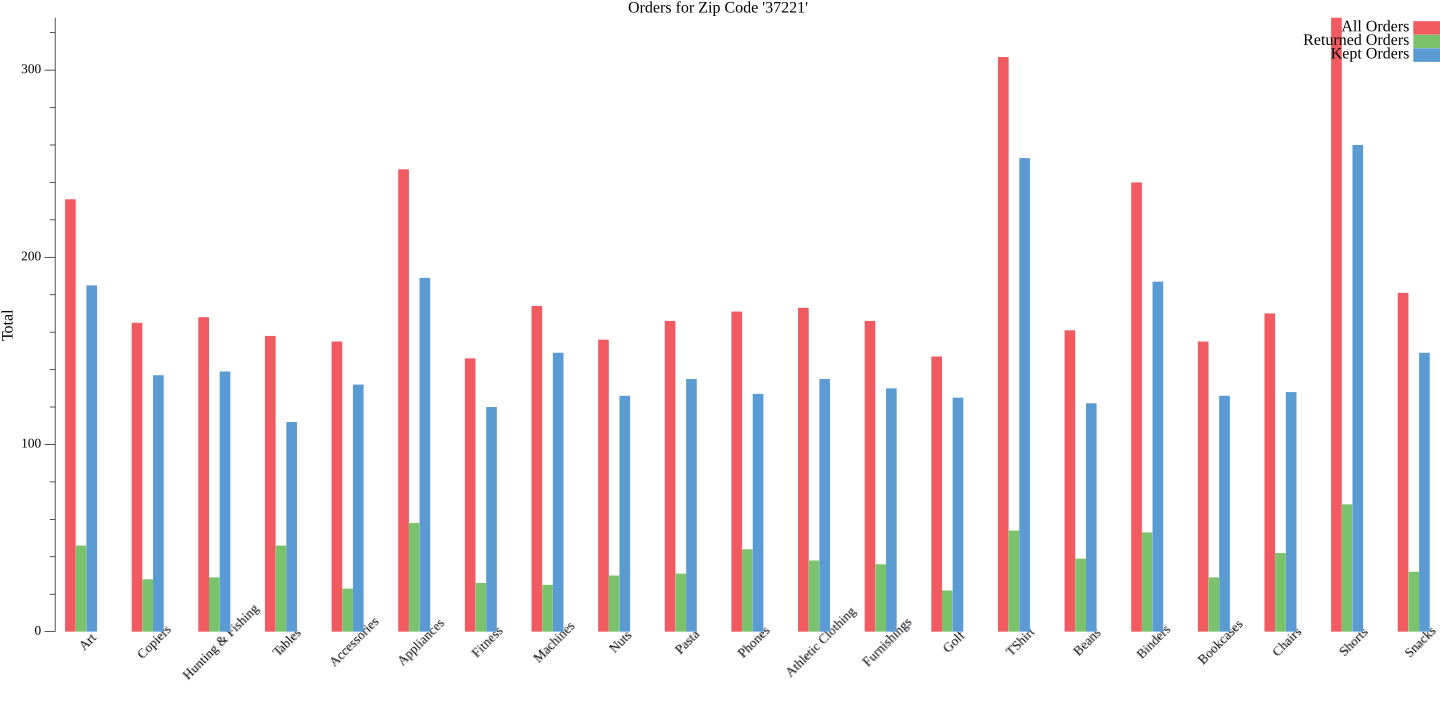 Orders for Zip Code '37221'
All Orders
Returned Orders
Kept Orders
300
200
100
0
Total
Art
Copiers
Hunting & Fishing
Tables
Accessories
Appliances
Fitness
Machines
Nuts
Pasta
Phones
Athletic Clothing
Furnishings
Golf
TShirt
Beans
Binders
Bookcases
Chairs
Shorts
Snacks